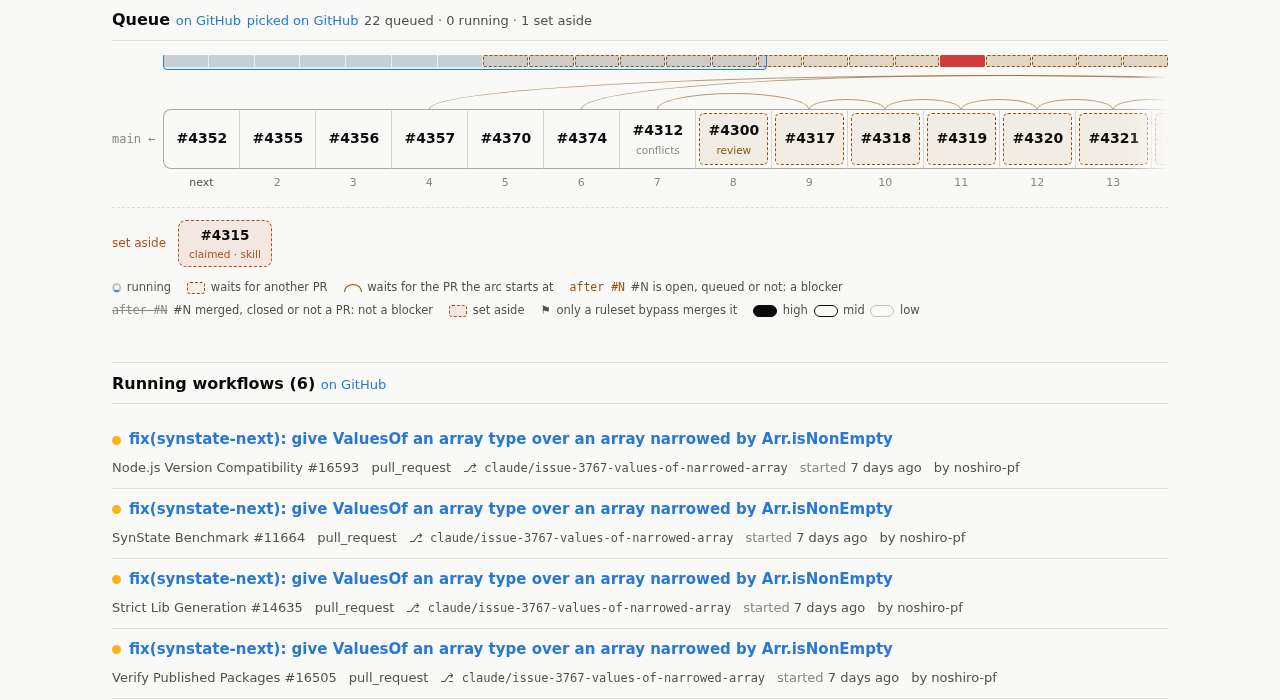 Queue on GitHub picked on GitHub 22 queued · 0 running · 1 set aside
main ← #4352 #4355 #4356 #4357 #4370 #4374 #4312 #4300 #4317 #4318 #4319 #4320 #4321
conflicts review
next 2 3 4 5 6 7 8 9 10 11 12 13
set aside #4315
claimed · skill
running waits for another PR waits for the PR the arc starts at after #N #N is open, queued or not: a blocker
after #N #N merged, closed or not a PR: not a blocker set aside ⚑ only a ruleset bypass merges it high mid low
Running workflows (6) on GitHub
fix(synstate-next): give ValuesOf an array type over an array narrowed by Arr.isNonEmpty
Node.js Version Compatibility #16593 pull_request ⎇ claude/issue-3767-values-of-narrowed-array started 7 days ago by noshiro-pf
fix(synstate-next): give ValuesOf an array type over an array narrowed by Arr.isNonEmpty
SynState Benchmark #11664 pull_request ⎇ claude/issue-3767-values-of-narrowed-array started 7 days ago by noshiro-pf
fix(synstate-next): give ValuesOf an array type over an array narrowed by Arr.isNonEmpty
Strict Lib Generation #14635 pull_request ⎇ claude/issue-3767-values-of-narrowed-array started 7 days ago by noshiro-pf
fix(synstate-next): give ValuesOf an array type over an array narrowed by Arr.isNonEmpty
Verify Published Packages #16505 pull_request ⎇ claude/issue-3767-values-of-narrowed-array started 7 days ago by noshiro-pf